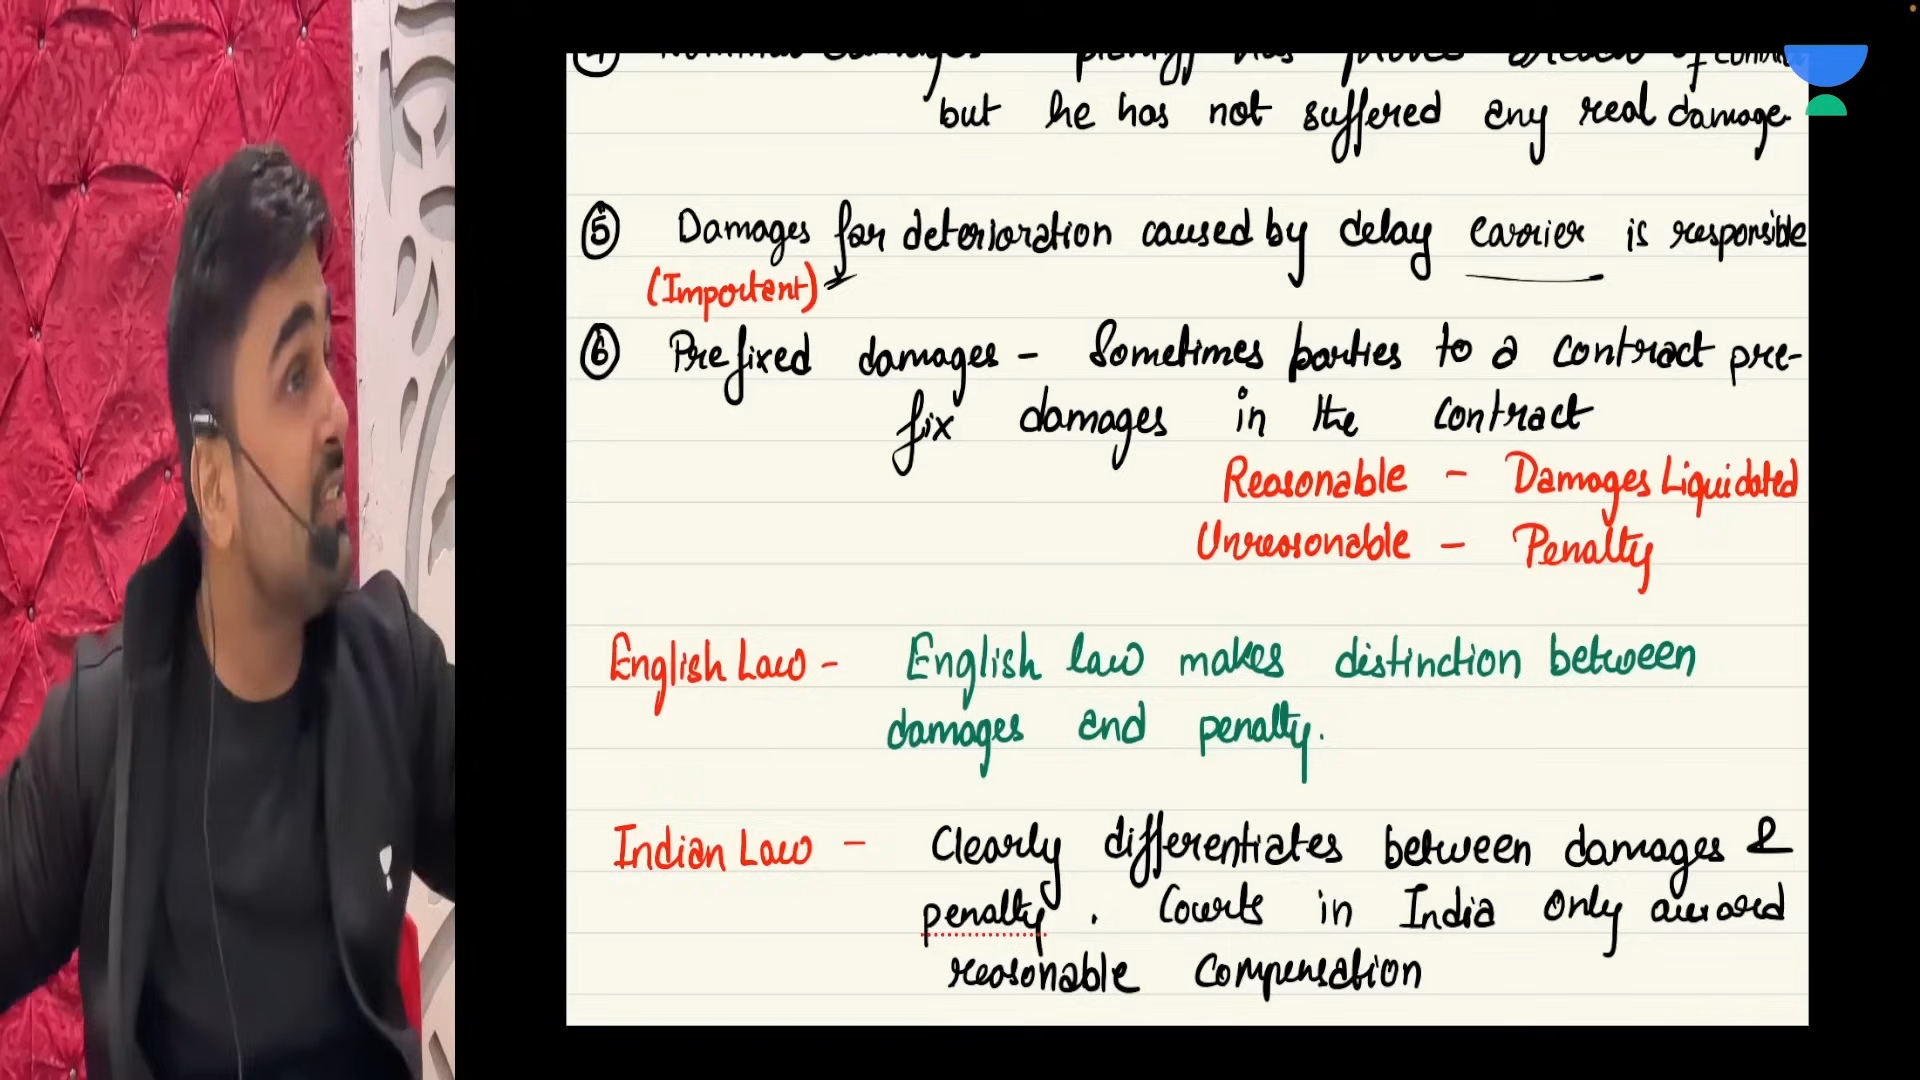 Nominal damages
but he has not suffered any real damage.
5 Damages for deterioration caused by delay carrier is responsible
(Important)
6 Prefixed damages - Sometimes parties to a contract pre-
fix damages in the contract
Reasonable - Damages Liquidated
Unreasonable - Penalty
English Law - English law makes distinction between
damages and penalty.
Indian Law - Clearly differentiates between damages &
penalty. Courts in India only award
reasonable compensation